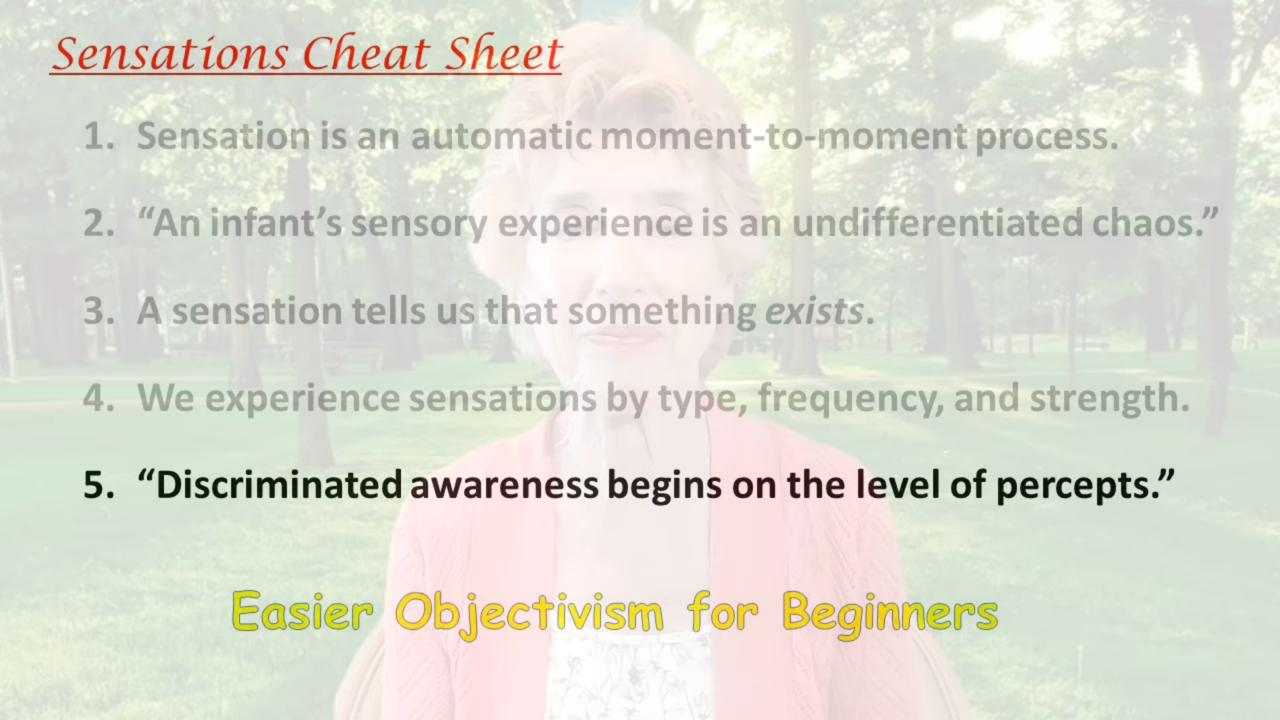 Sensations Cheat Sheet
1. Sensation is an automatic moment-to-moment process.
2. “An infant’s sensory experience is an undifferentiated chaos.”
3. A sensation tells us that something exists.
4. We experience sensations by type, frequency, and strength.
5. “Discriminated awareness begins on the level of percepts.”
Easier Objectivism for Beginners